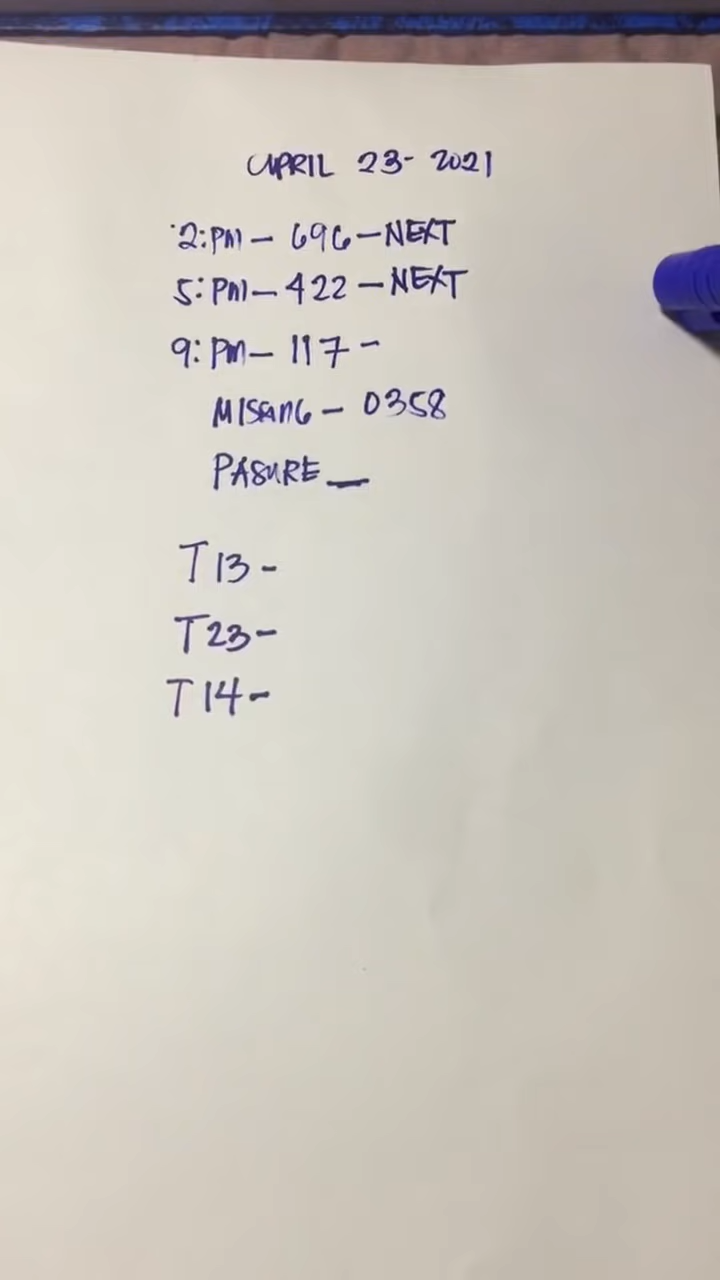 APRIL 23- 2021
2:PM - 696 - NEXT
5:PM - 422 - NEXT
9:PM - 117 -
MISANG - 0358
PASURE _
T13-
T23-
T14-